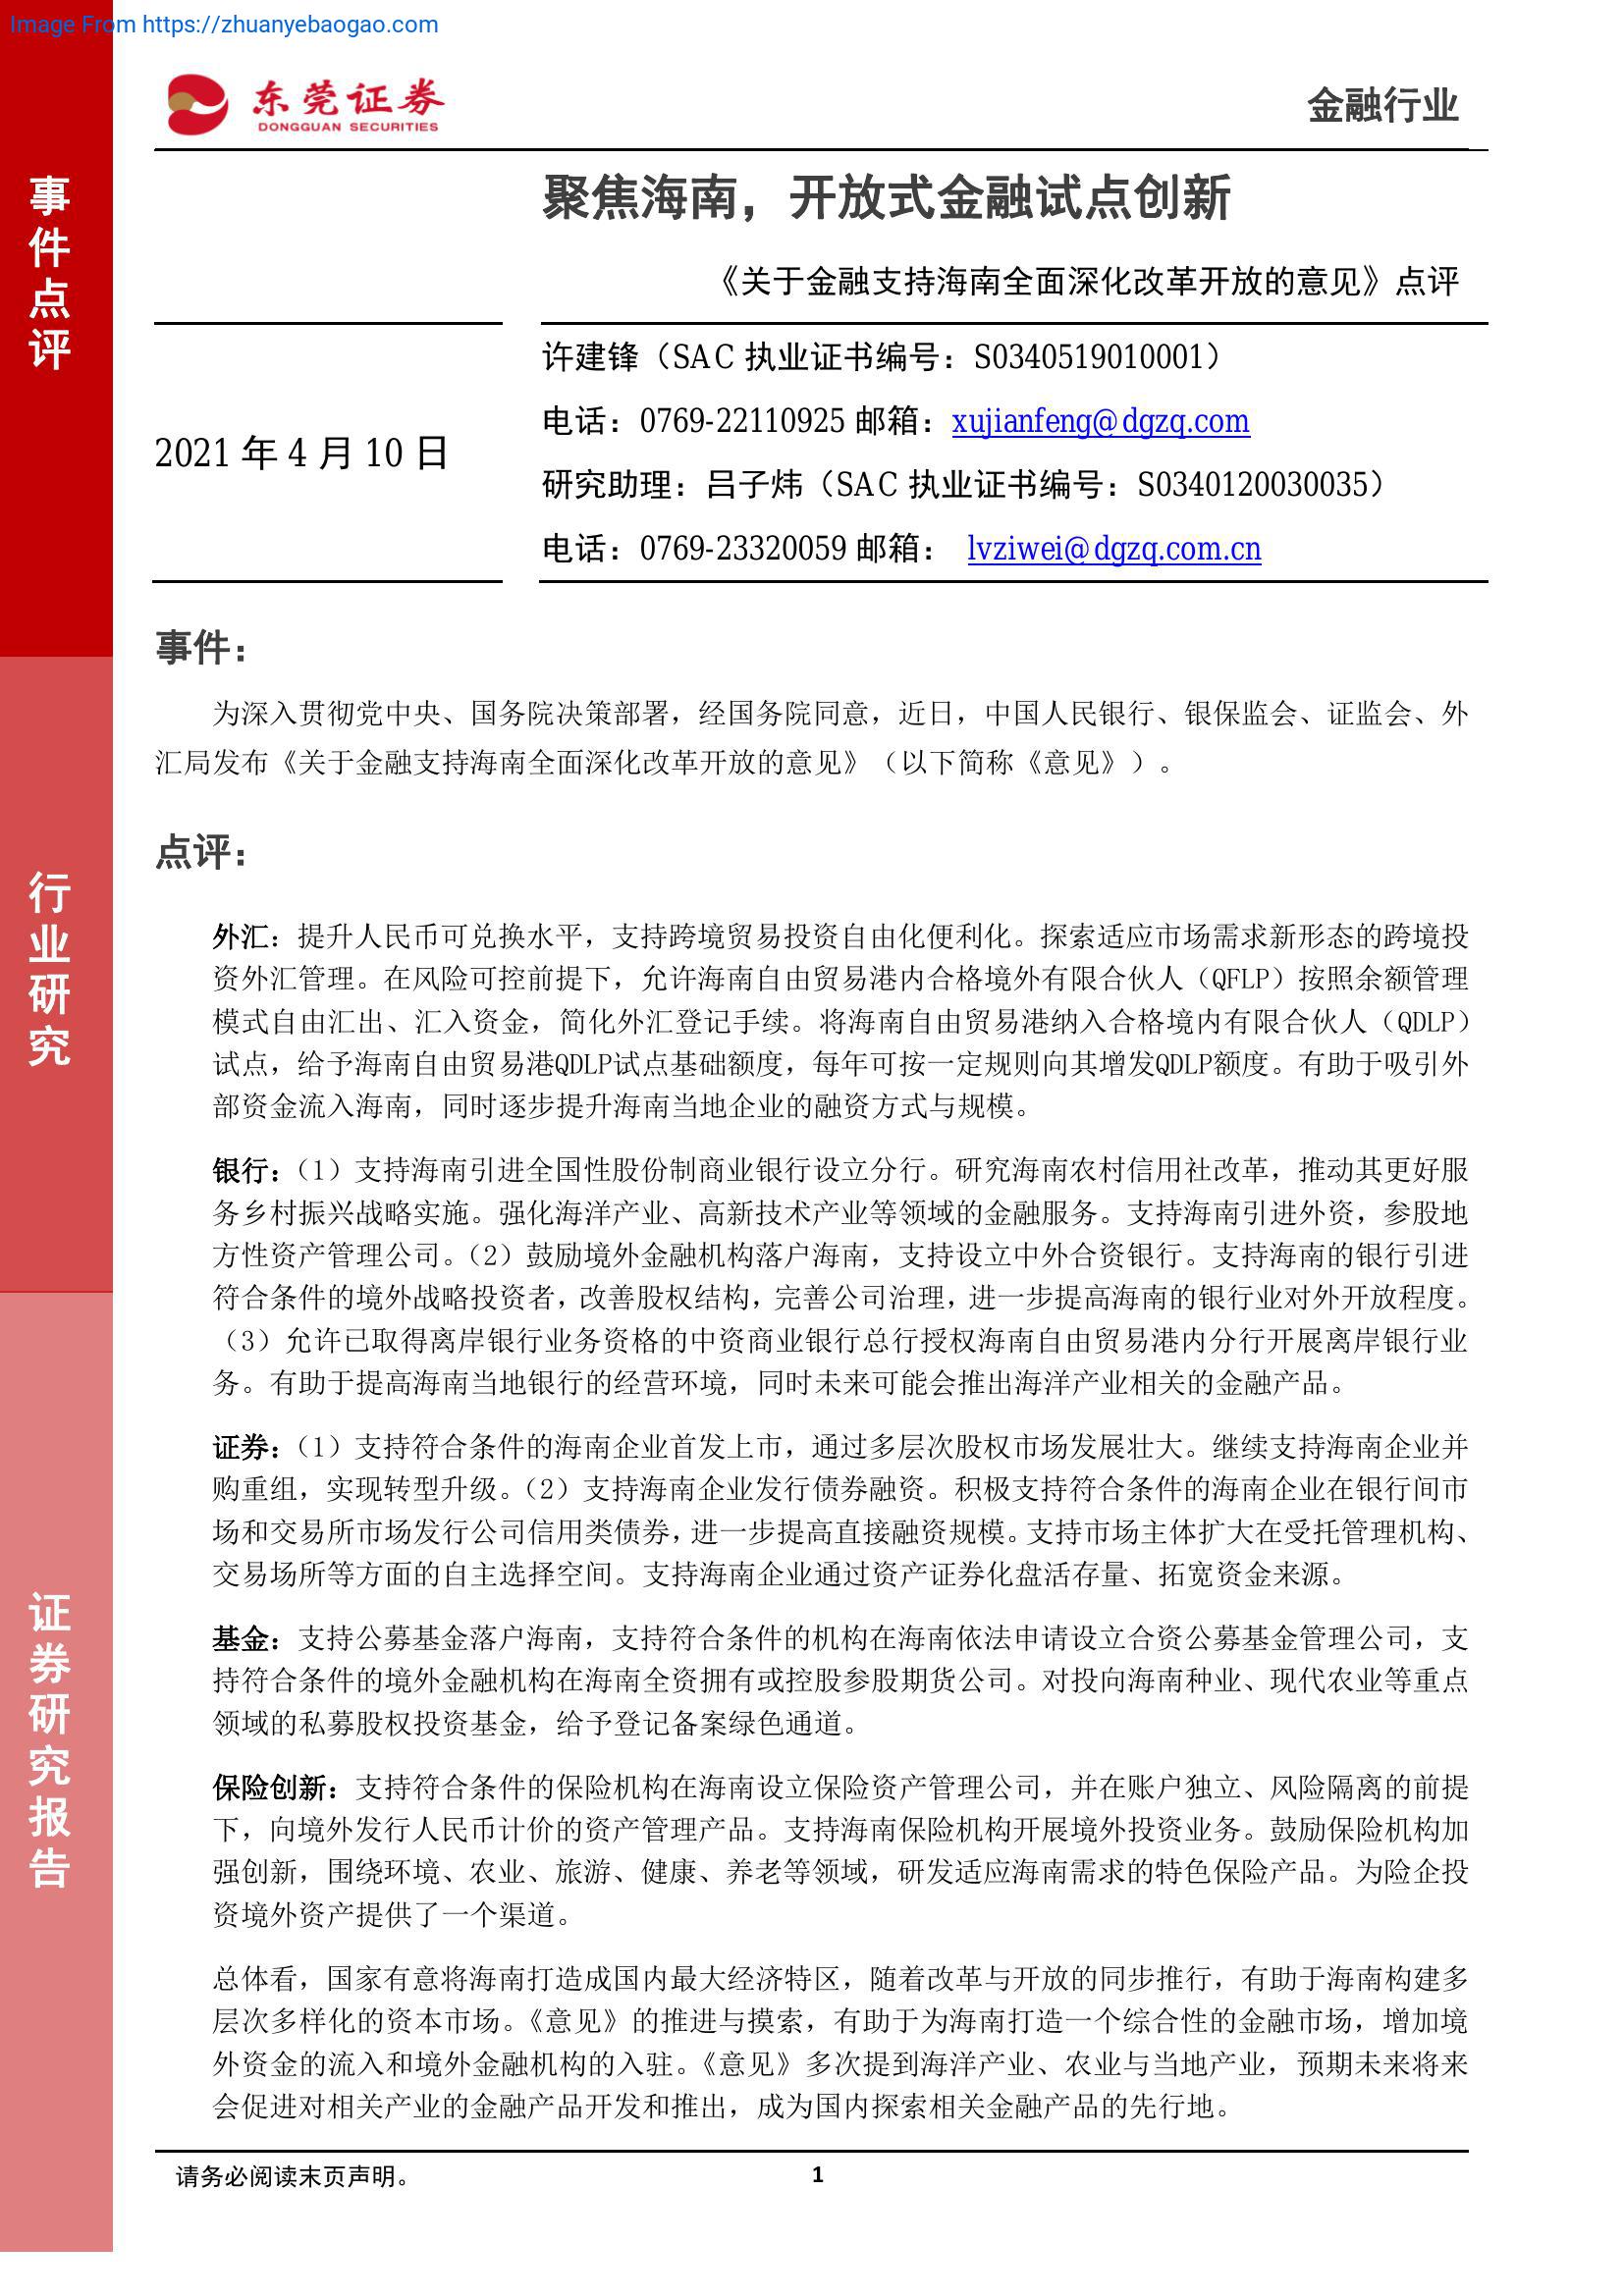 Image From https://zhuanyebaogao.com
东莞证券
DONGGUAN SECURITIES
金融行业
事件点评
行业研究
证券研究报告
聚焦海南，开放式金融试点创新
《关于金融支持海南全面深化改革开放的意见》点评
2021 年 4 月 10 日
许建锋（SAC 执业证书编号：S0340519010001）
电话：0769-22110925 邮箱：xujianfeng@dgzq.com
研究助理：吕子炜（SAC 执业证书编号：S0340120030035）
电话：0769-23320059 邮箱： lvziwei@dgzq.com.cn
事件：
为深入贯彻党中央、国务院决策部署，经国务院同意，近日，中国人民银行、银保监会、证监会、外
汇局发布《关于金融支持海南全面深化改革开放的意见》（以下简称《意见》）。
点评：
外汇：提升人民币可兑换水平，支持跨境贸易投资自由化便利化。探索适应市场需求新形态的跨境投
资外汇管理。在风险可控前提下，允许海南自由贸易港内合格境外有限合伙人（QFLP）按照余额管理
模式自由汇出、汇入资金，简化外汇登记手续。将海南自由贸易港纳入合格境内有限合伙人（QDLP）
试点，给予海南自由贸易港QDLP试点基础额度，每年可按一定规则向其增发QDLP额度。有助于吸引外
部资金流入海南，同时逐步提升海南当地企业的融资方式与规模。
银行：（1）支持海南引进全国性股份制商业银行设立分行。研究海南农村信用社改革，推动其更好服
务乡村振兴战略实施。强化海洋产业、高新技术产业等领域的金融服务。支持海南引进外资，参股地
方性资产管理公司。（2）鼓励境外金融机构落户海南，支持设立中外合资银行。支持海南的银行引进
符合条件的境外战略投资者，改善股权结构，完善公司治理，进一步提高海南的银行业对外开放程度。
（3）允许已取得离岸银行业务资格的中资商业银行总行授权海南自由贸易港内分行开展离岸银行业
务。有助于提高海南当地银行的经营环境，同时未来可能会推出海洋产业相关的金融产品。
证券：（1）支持符合条件的海南企业首发上市，通过多层次股权市场发展壮大。继续支持海南企业并
购重组，实现转型升级。（2）支持海南企业发行债券融资。积极支持符合条件的海南企业在银行间市
场和交易所市场发行公司信用类债券，进一步提高直接融资规模。支持市场主体扩大在受托管理机构、
交易场所等方面的自主选择空间。支持海南企业通过资产证券化盘活存量、拓宽资金来源。
基金：支持公募基金落户海南，支持符合条件的机构在海南依法申请设立合资公募基金管理公司，支
持符合条件的境外金融机构在海南全资拥有或控股参股期货公司。对投向海南种业、现代农业等重点
领域的私募股权投资基金，给予登记备案绿色通道。
保险创新：支持符合条件的保险机构在海南设立保险资产管理公司，并在账户独立、风险隔离的前提
下，向境外发行人民币计价的资产管理产品。支持海南保险机构开展境外投资业务。鼓励保险机构加
强创新，围绕环境、农业、旅游、健康、养老等领域，研发适应海南需求的特色保险产品。为险企投
资境外资产提供了一个渠道。
总体看，国家有意将海南打造成国内最大经济特区，随着改革与开放的同步推行，有助于海南构建多
层次多样化的资本市场。《意见》的推进与摸索，有助于为海南打造一个综合性的金融市场，增加境
外资金的流入和境外金融机构的入驻。《意见》多次提到海洋产业、农业与当地产业，预期未来将来
会促进对相关产业的金融产品开发和推出，成为国内探索相关金融产品的先行地。
请务必阅读末页声明。
1